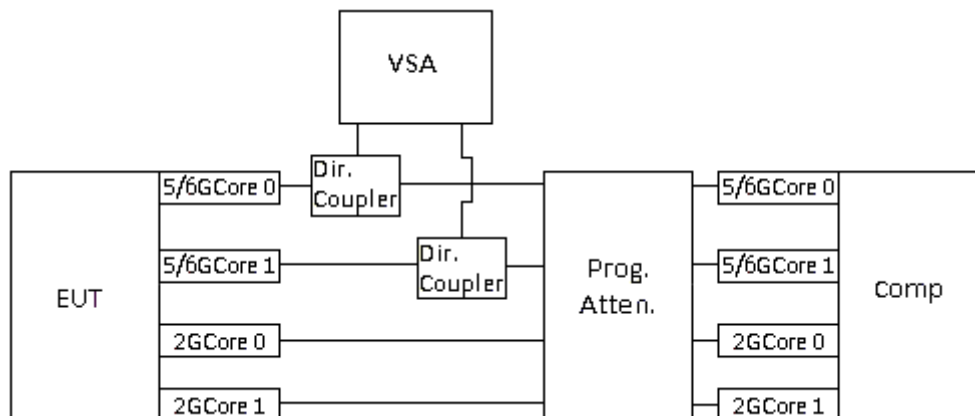 VSA
Dir.
Coupler
5/6GCore 0
5/6GCore 0
Dir.
Coupler
5/6GCore 1
5/6GCore 1
EUT
Prog.
Atten.
Comp
2GCore 0
2GCore 0
2GCore 1
2GCore 1